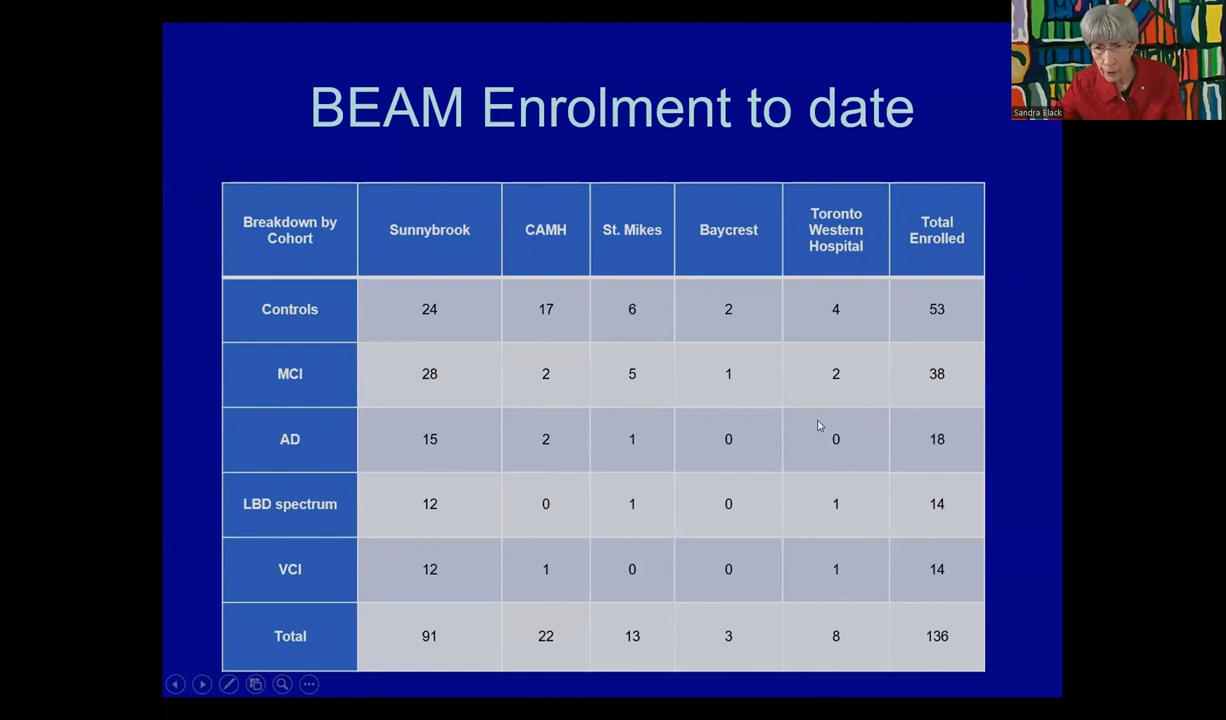 BEAM Enrolment to date
Sandra Black
Breakdown by Cohort Sunnybrook CAMH St. Mikes Baycrest Toronto Western Hospital Total Enrolled
Controls 24 17 6 2 4 53
MCI 28 2 5 1 2 38
AD 15 2 1 0 0 18
LBD spectrum 12 0 1 0 1 14
VCI 12 1 0 0 1 14
Total 91 22 13 3 8 136